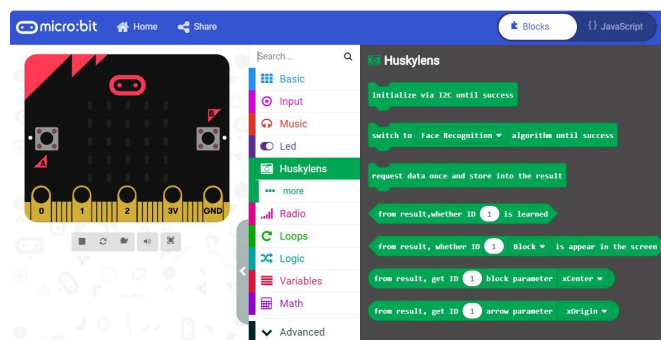 micro:bit
Home
Share
Blocks
{} JavaScript
B
A
0 1 2 3V GND
Search...
Basic
Input
Music
Led
Huskylens
more
Radio
Loops
Logic
Variables
Math
Advanced
Huskylens
initialize via I2C until success
switch to Face Recognition algorithm until success
request data once and store into the result
from result,whether ID 1 is learned
from result, whether ID 1 Block is appear in the screen
from result, get ID 1 block parameter xCenter
from result, get ID 1 arrow parameter xOrigin